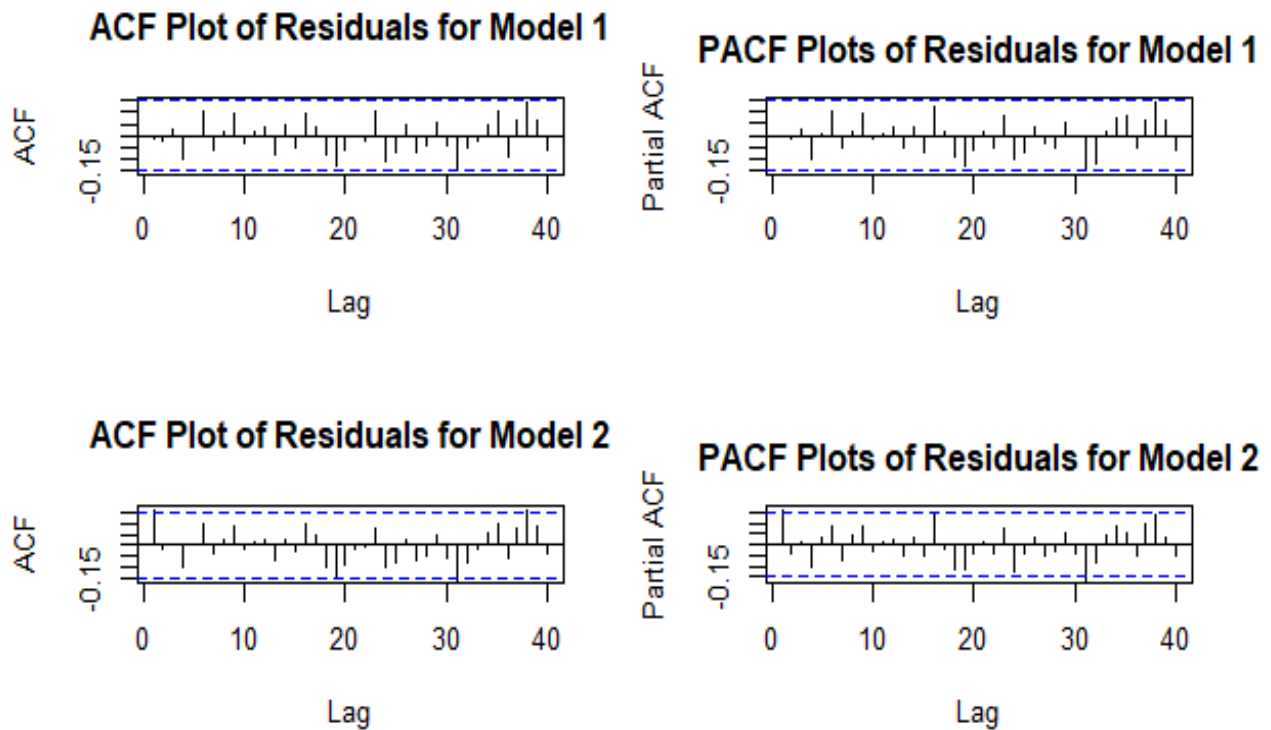 ACF Plot of Residuals for Model 1
ACF
-0.15
0 10 20 30 40
Lag
PACF Plots of Residuals for Model 1
Partial ACF
-0.15
0 10 20 30 40
Lag
ACF Plot of Residuals for Model 2
ACF
-0.15
0 10 20 30 40
Lag
PACF Plots of Residuals for Model 2
Partial ACF
-0.15
0 10 20 30 40
Lag